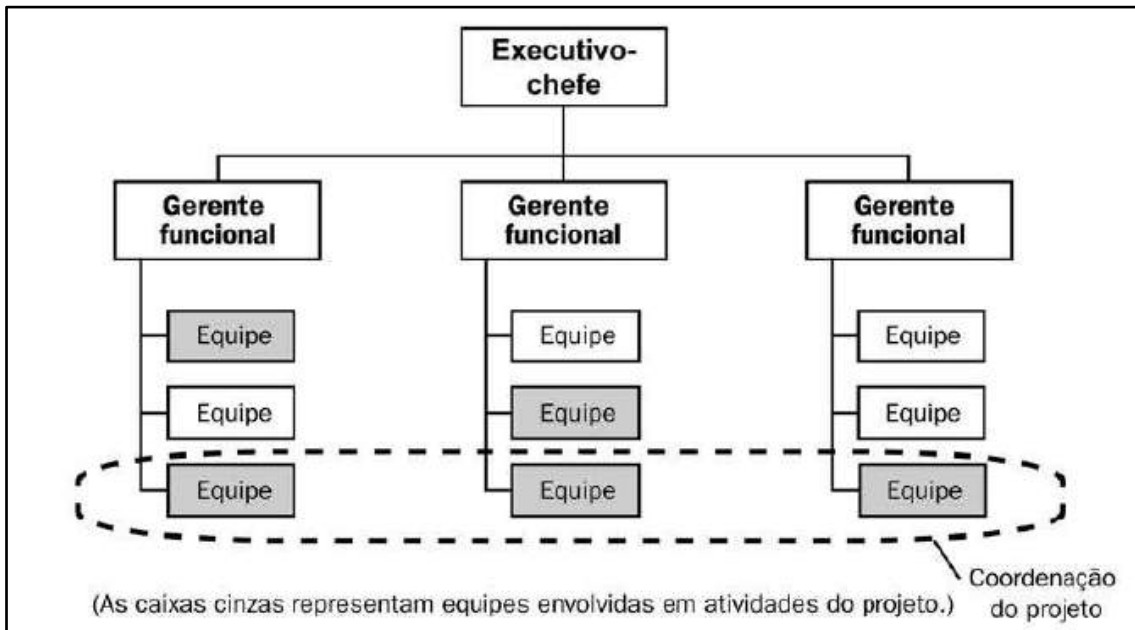 Executivo-
chefe
Gerente
funcional
Gerente
funcional
Gerente
funcional
Equipe
Equipe
Equipe
Equipe
Equipe
Equipe
Equipe
Equipe
Equipe
Coordenação
do projeto
(As caixas cinzas representam equipes envolvidas em atividades do projeto.)